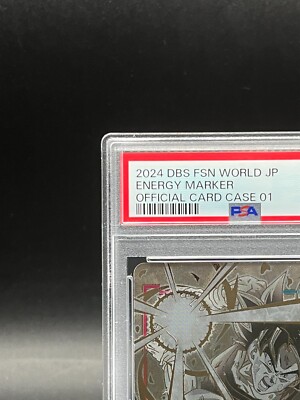 2024 DBS FSN WORLD JP
ENERGY MARKER
OFFICIAL CARD CASE 01
PSA